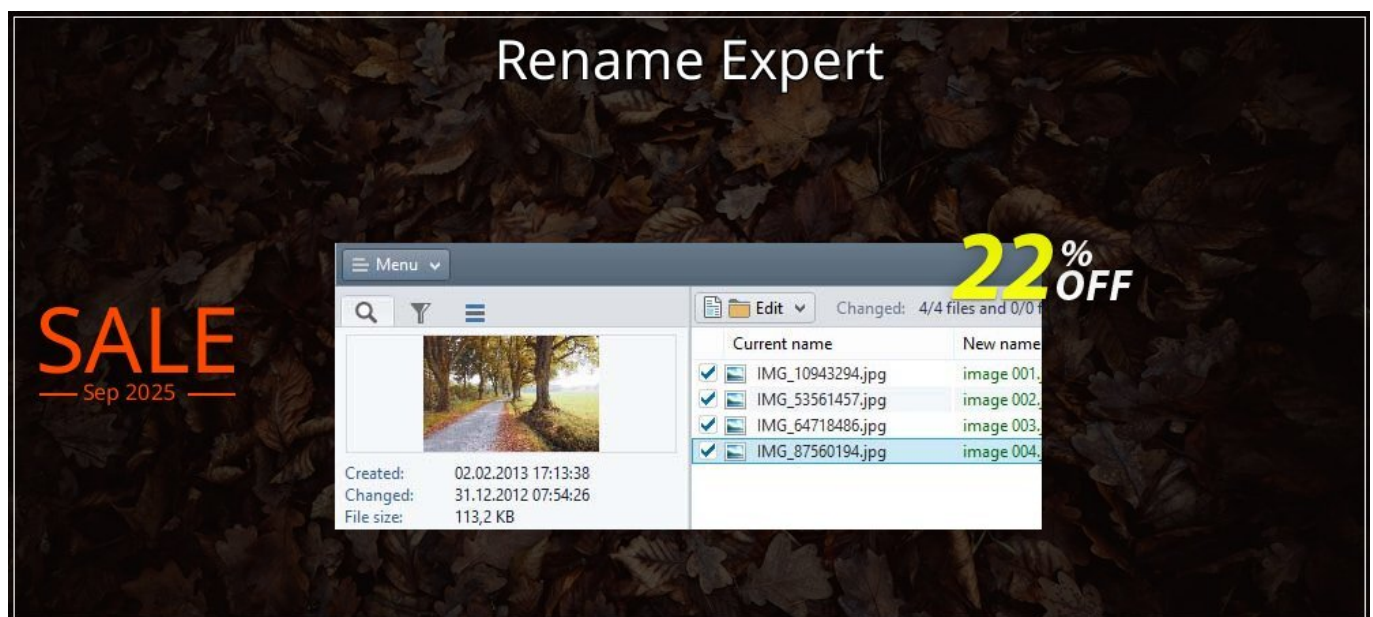 Rename Expert
22% OFF
SALE
Sep 2025
Menu
Edit Changed: 4/4 files and 0/0 f
Current name New name
IMG_10943294.jpg image 001.
IMG_53561457.jpg image 002.
IMG_64718486.jpg image 003.
IMG_87560194.jpg image 004.
Created: 02.02.2013 17:13:38
Changed: 31.12.2012 07:54:26
File size: 113,2 KB